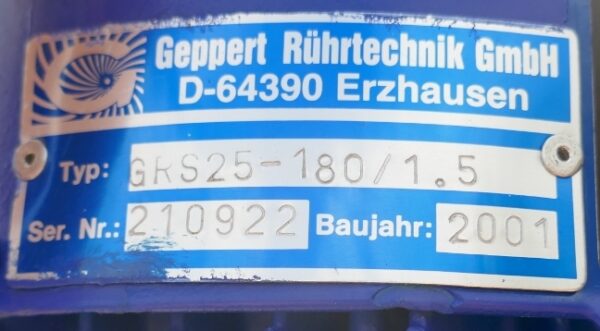 Geppert Rührtechnik GmbH
D-64390 Erzhausen
Typ: GRS25-180/1.5
Ser. Nr.: 210922 Baujahr: 2001